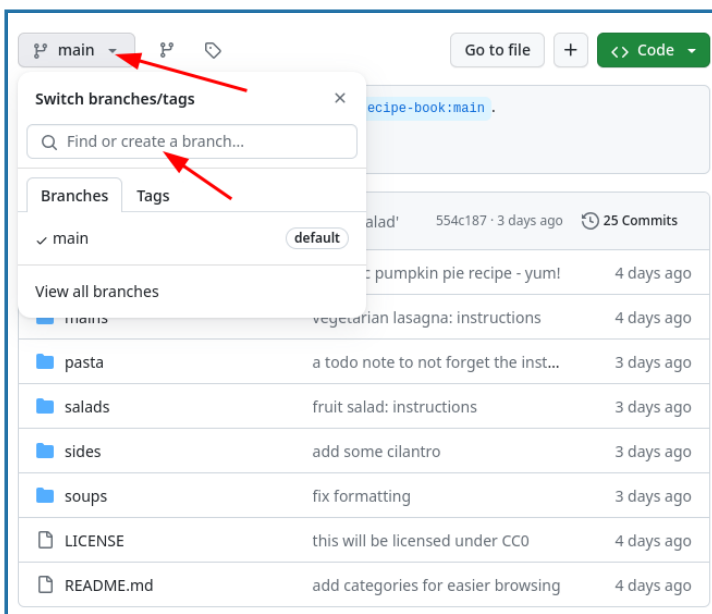 main
Go to file
Code
Switch branches/tags
ecipe-book:main .
Find or create a branch...
Branches Tags
alad' 554c187 · 3 days ago 25 Commits
main default
pumpkin pie recipe - yum! 4 days ago
View all branches
mains vegetarian lasagna: instructions 4 days ago
pasta a todo note to not forget the inst... 3 days ago
salads fruit salad: instructions 3 days ago
sides add some cilantro 3 days ago
soups fix formatting 3 days ago
LICENSE this will be licensed under CC0 4 days ago
README.md add categories for easier browsing 4 days ago